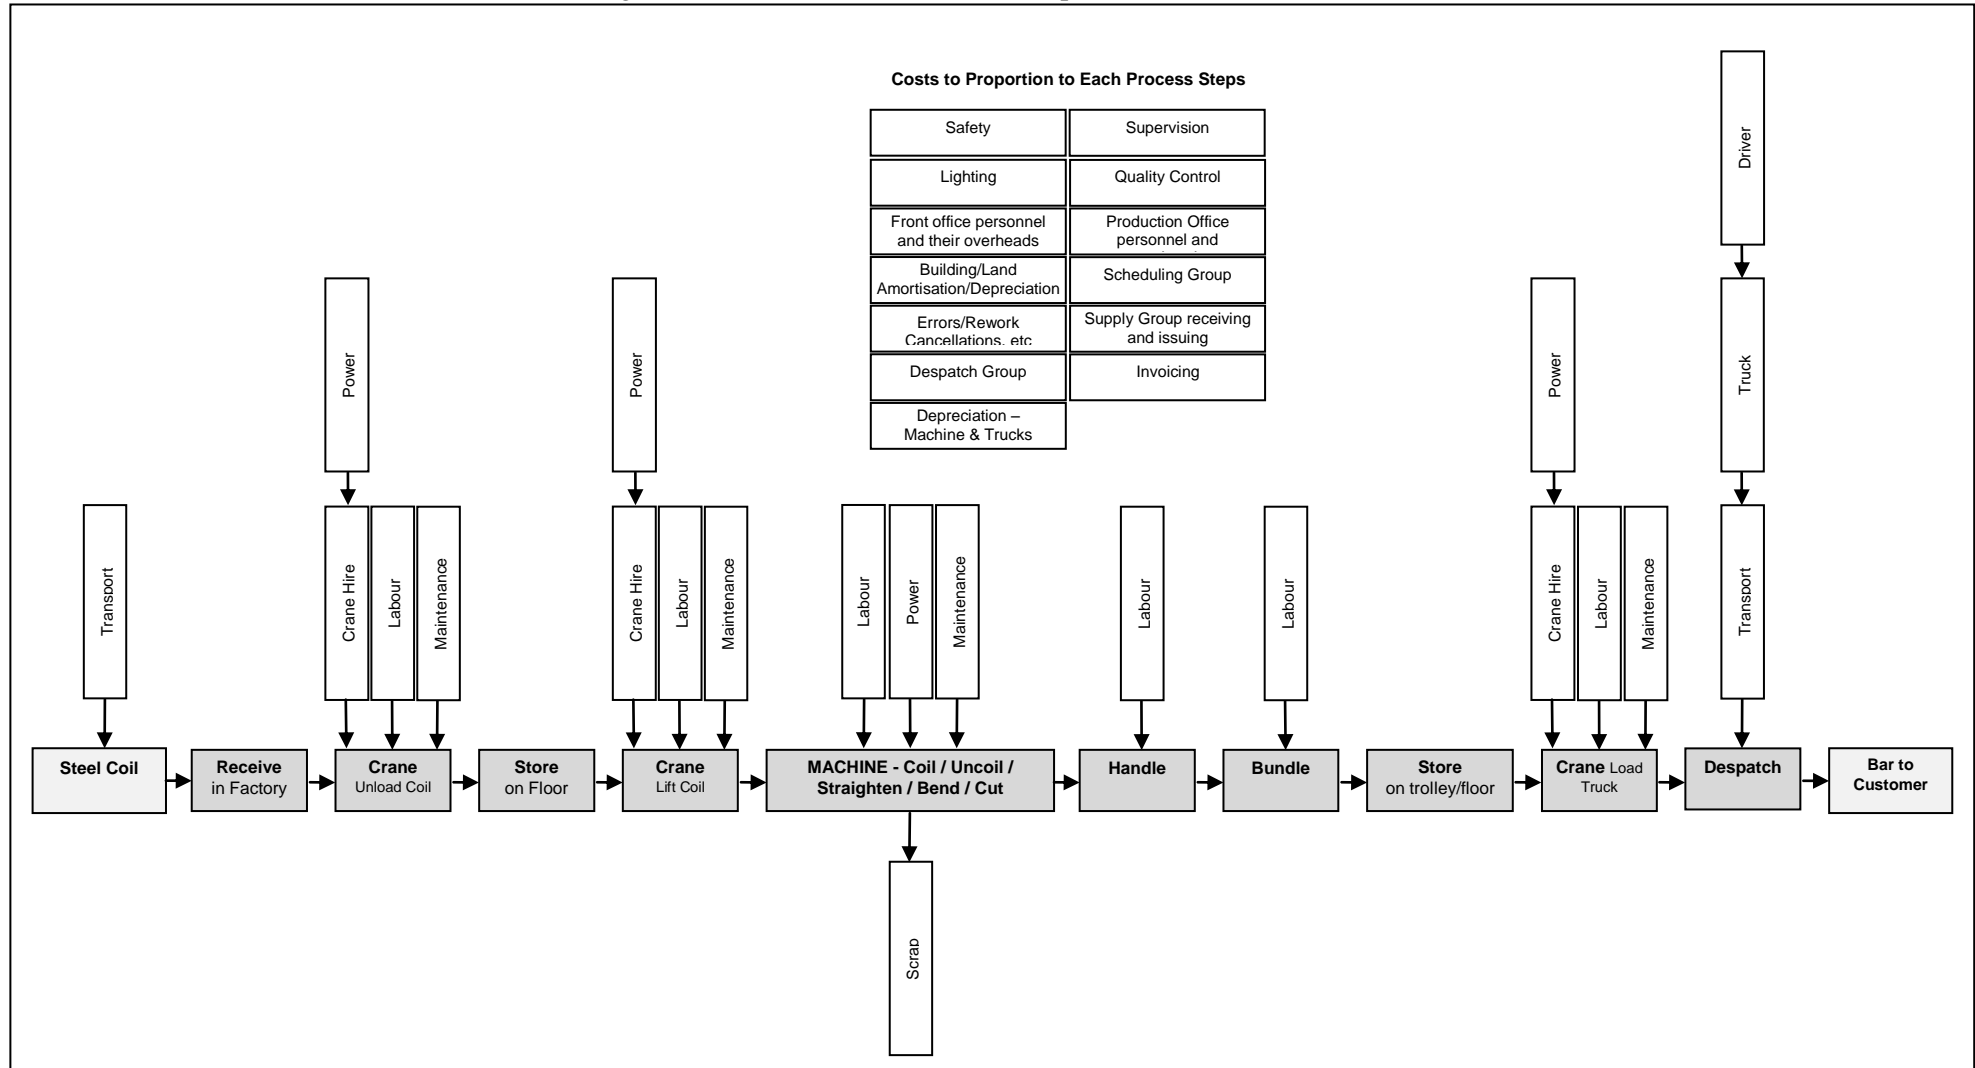 Costs to Proportion to Each Process Steps
Safety
Supervision
Lighting
Quality Control
Front office personnel
and their overheads
Production Office
personnel and
Building/Land
Amortisation/Depreciation
Scheduling Group
Errors/Rework
Cancellations, etc
Supply Group receiving
and issuing
Despatch Group
Invoicing
Depreciation –
Machine & Trucks
Driver
Power
Power
Power
Truck
Transport
Crane Hire
Labour
Maintenance
Crane Hire
Labour
Maintenance
Labour
Power
Maintenance
Labour
Labour
Crane Hire
Labour
Maintenance
Transport
Steel Coil
Receive
in Factory
Crane
Unload Coil
Store
on Floor
Crane
Lift Coil
MACHINE - Coil / Uncoil /
Straighten / Bend / Cut
Handle
Bundle
Store
on trolley/floor
Crane Load
Truck
Despatch
Bar to
Customer
Scrap